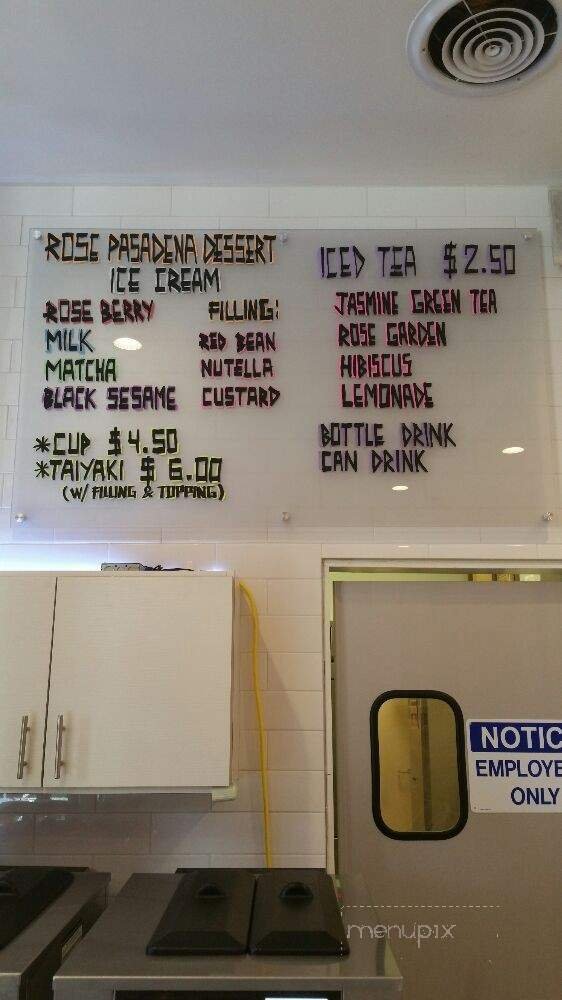 ROSE PASADENA DESSERT
ICE CREAM
ROSE BERRY
MILK
MATCHA
BLACK SESAME
FILLING:
RED BEAN
NUTELLA
CUSTARD
*CUP $4.50
*TAIYAKI $6.00
(W/ FILLING & TOPPING)
ICED TEA $2.50
JASMINE GREEN TEA
ROSE GARDEN
HIBISCUS
LEMONADE
BOTTLE DRINK
CAN DRINK
NOTIC
EMPLOYE
ONLY
menupix